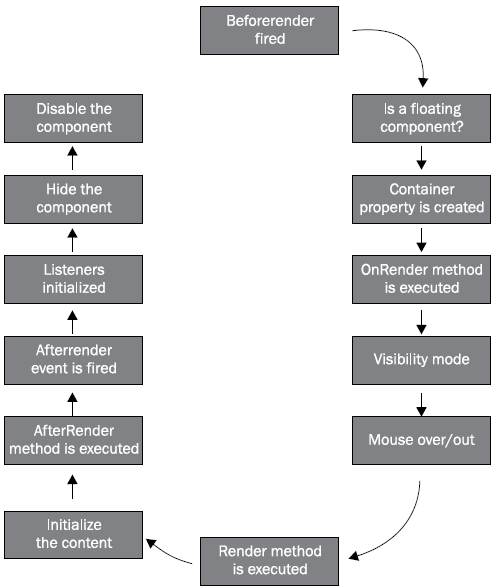 Beforerender
fired
Is a floating
component?
Container
property is created
OnRender method
is executed
Visibility mode
Mouse over/out
Render method
is executed
Initialize
the content
AfterRender
method is executed
Afterrender
event is fired
Listeners
initialized
Hide the
component
Disable the
component